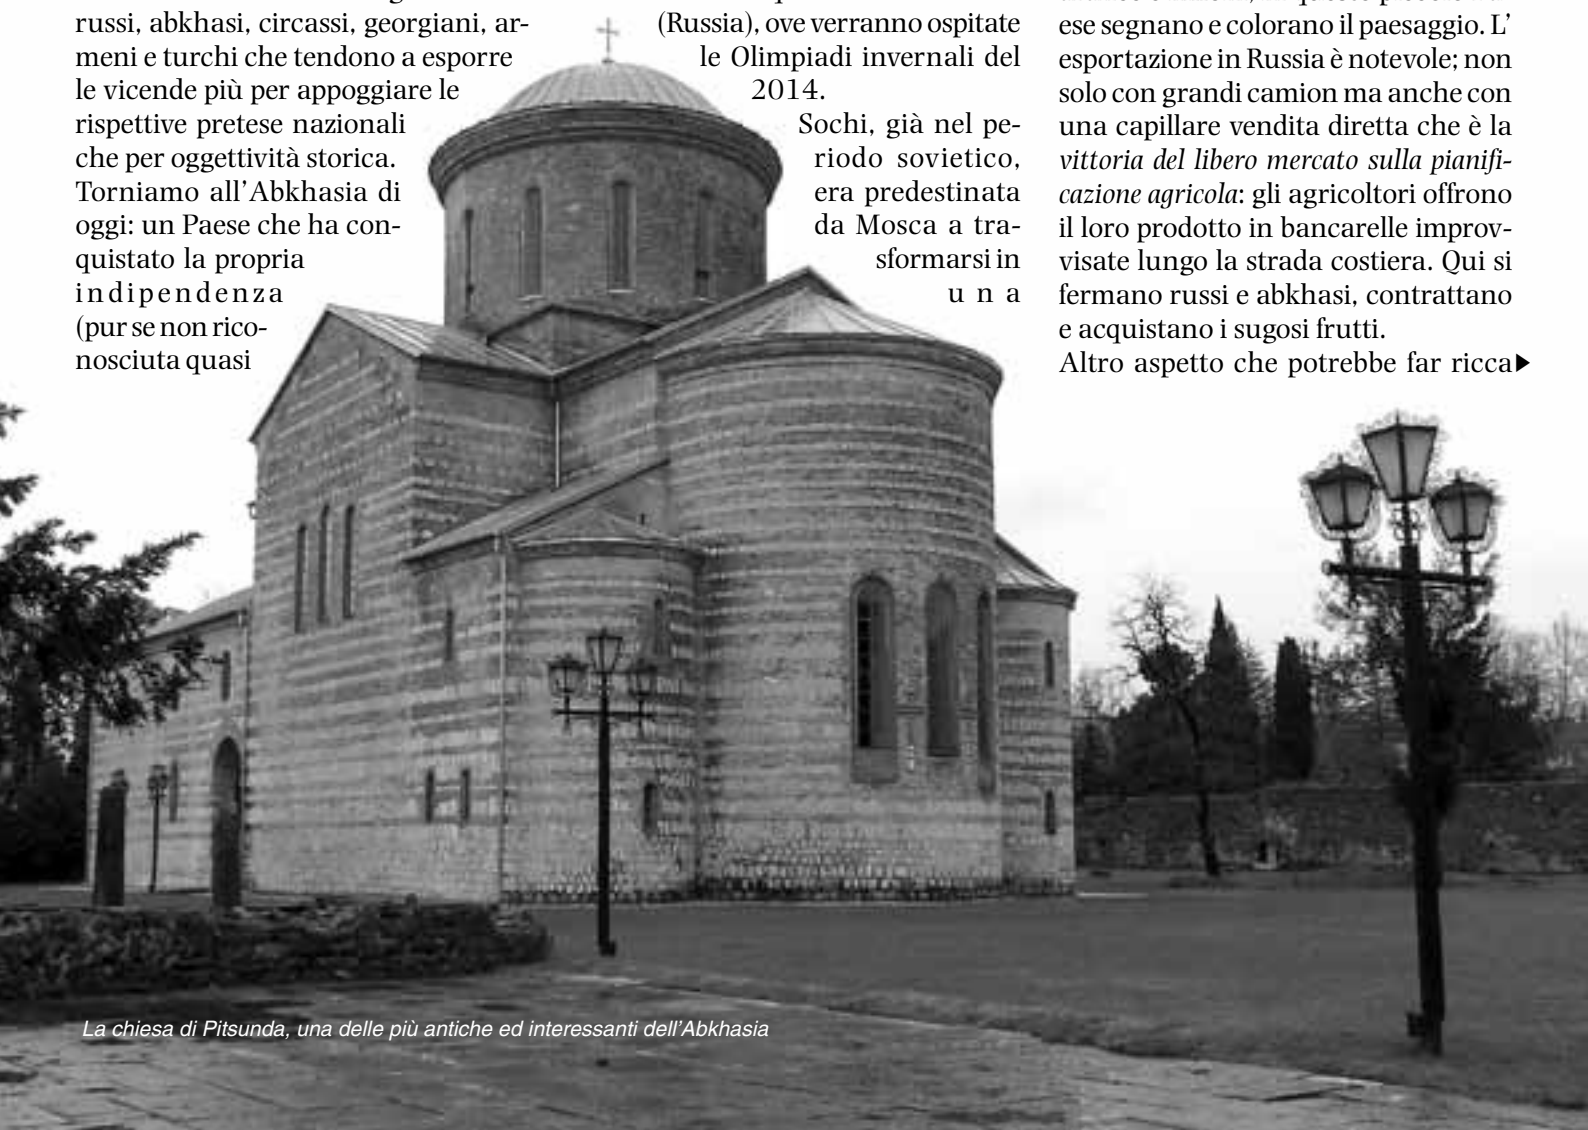 russi, abkhasi, circassi, georgiani, ar-
meni e turchi che tendono a esporre
le vicende più per appoggiare le
rispettive pretese nazionali
che per oggettività storica.
Torniamo all'Abkhasia di
oggi: un Paese che ha con-
quistato la propria
indipendenza
(pur se non rico-
nosciuta quasi
(Russia), ove verranno ospitate
le Olimpiadi invernali del
2014.
Sochi, già nel pe-
riodo sovietico,
era predestinata
da Mosca a tra-
sformarsi in
una
ese segnano e colorano il paesaggio. L'
esportazione in Russia è notevole; non
solo con grandi camion ma anche con
una capillare vendita diretta che è la
vittoria del libero mercato sulla pianifi-
cazione agricola: gli agricoltori offrono
il loro prodotto in bancarelle improv-
visate lungo la strada costiera. Qui si
fermano russi e abkhasi, contrattano
e acquistano i sugosi frutti.
Altro aspetto che potrebbe far ricca
La chiesa di Pitsunda, una delle più antiche ed interessanti dell'Abkhasia